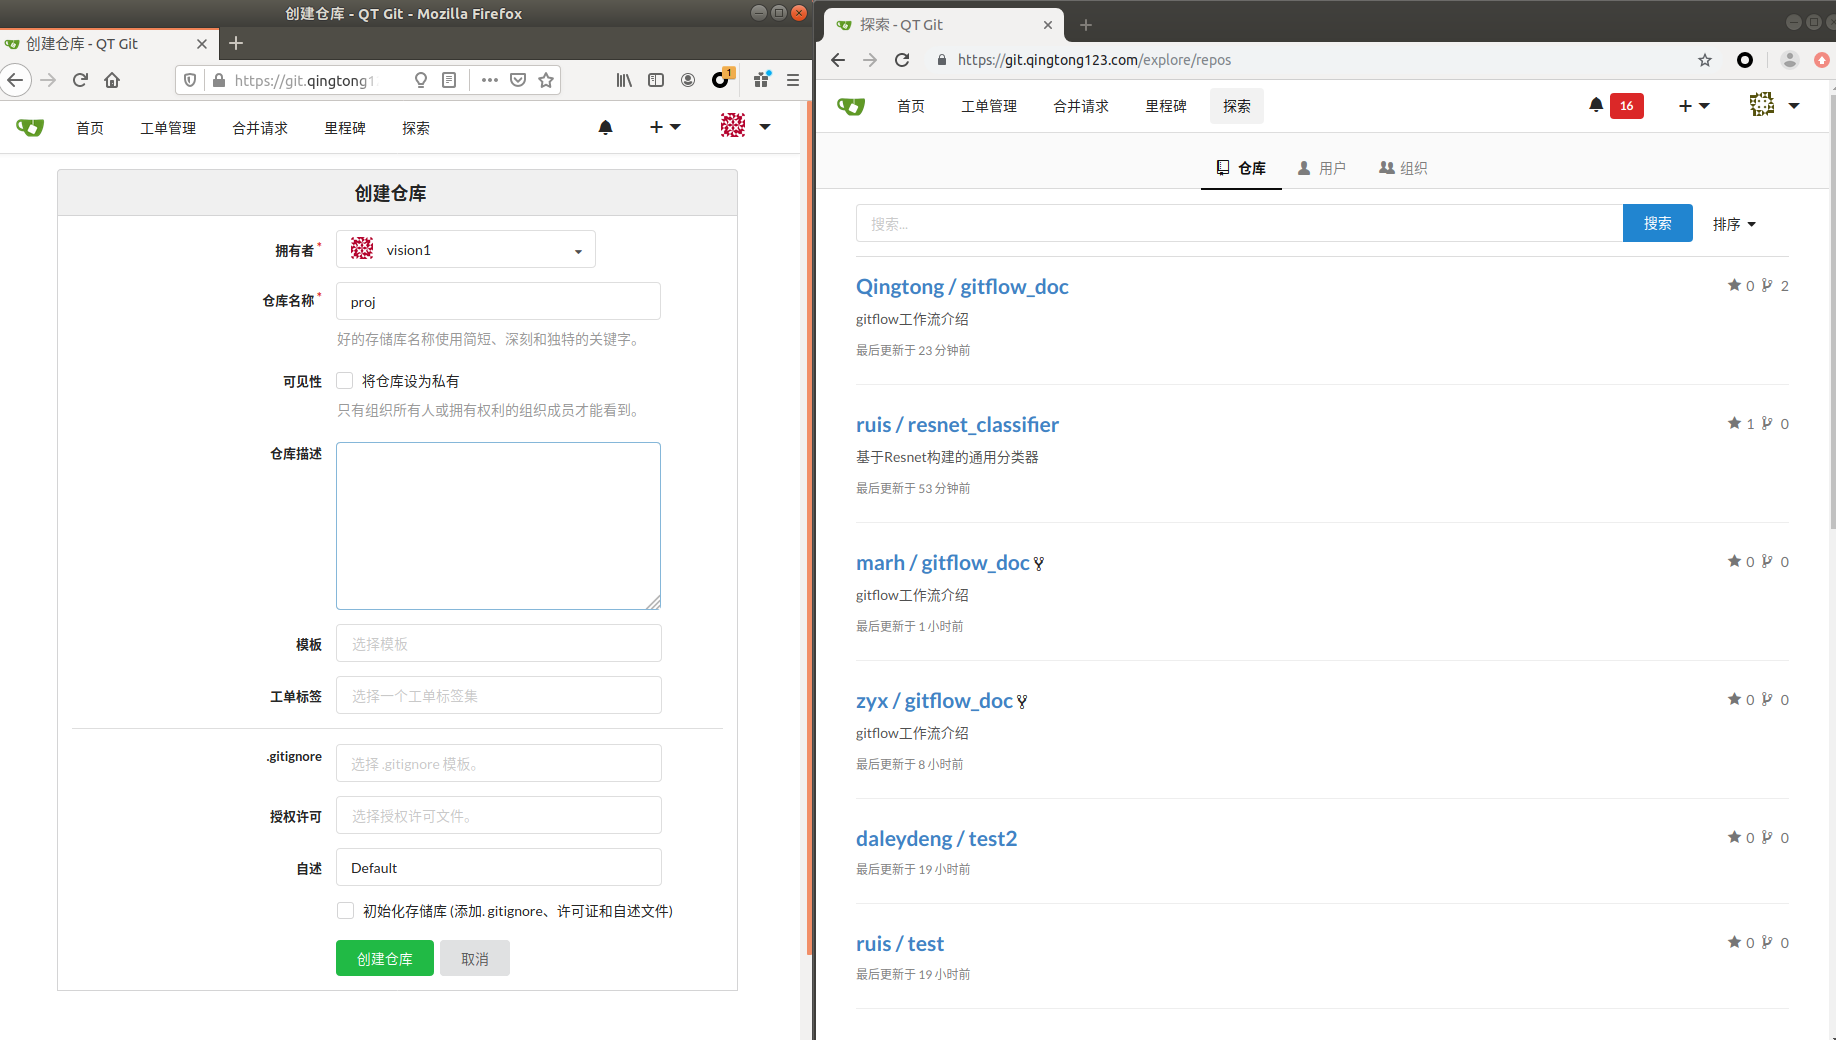 创建仓库 - QT Git - Mozilla Firefox
创建仓库 - QT Git
https://git.qingtong1
1
首页 工单管理 合并请求 里程碑 探索
创建仓库
拥有者* vision1
仓库名称* proj
好的存储库名称使用简短、深刻和独特的关键字。
可见性 将仓库设为私有
只有组织所有人或拥有权利的组织成员才能看到。
仓库描述
模板 选择模板
工单标签 选择一个工单标签集
.gitignore 选择 .gitignore 模板。
授权许可 选择授权许可文件。
自述 Default
初始化存储库 (添加. gitignore、许可证和自述文件)
创建仓库 取消
探索 - QT Git
https://git.qingtong123.com/explore/repos
首页 工单管理 合并请求 里程碑 探索 16
仓库 用户 组织
搜索... 搜索 排序
Qingtong / gitflow_doc 0 2
gitflow工作流介绍
最后更新于 23 分钟前
ruis / resnet_classifier 1 0
基于Resnet构建的通用分类器
最后更新于 53 分钟前
marh / gitflow_doc 0 0
gitflow工作流介绍
最后更新于 1 小时前
zyx / gitflow_doc 0 0
gitflow工作流介绍
最后更新于 8 小时前
daleydeng / test2 0 0
最后更新于 19 小时前
ruis / test 0 0
最后更新于 19 小时前